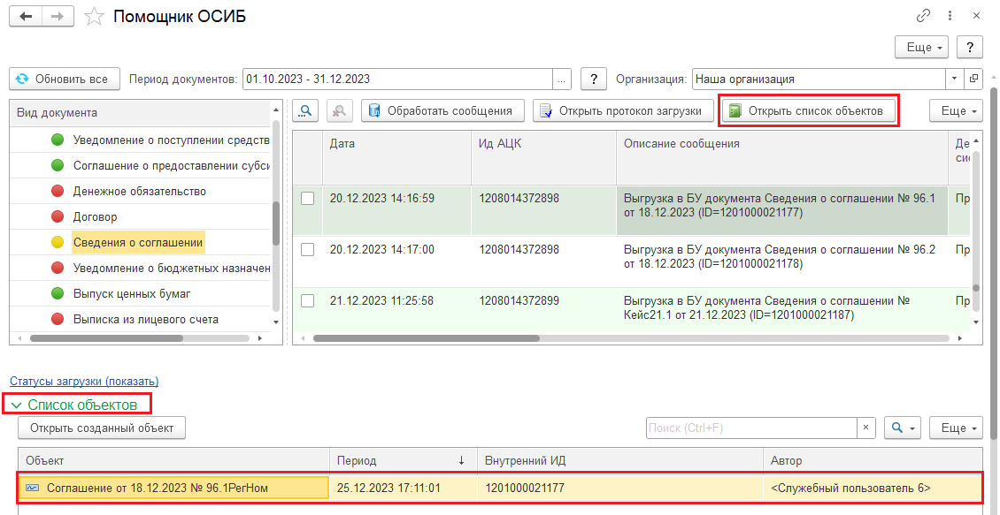 Помощник ОСИБ
Еще
?
Обновить все
Период документов:
01.10.2023 - 31.12.2023
...
?
Организация:
Наша организация
Вид документа
Уведомление о поступлении средств
Соглашение о предоставлении субси
Денежное обязательство
Договор
Сведения о соглашении
Уведомление о бюджетных назначен
Выпуск ценных бумаг
Выписка из лицевого счета
Обработать сообщения
Открыть протокол загрузки
Открыть список объектов
Еще
Дата
Ид АЦК
Описание сообщения
Де
сис
20.12.2023 14:16:59
1208014372898
Выгрузка в БУ документа Сведения о соглашении № 96.1
от 18.12.2023 (ID=1201000021177)
Пр
20.12.2023 14:17:00
1208014372898
Выгрузка в БУ документа Сведения о соглашении № 96.2
от 18.12.2023 (ID=1201000021178)
Пр
21.12.2023 11:25:58
1208014372899
Выгрузка в БУ документа Сведения о соглашении №
Кейс21.1 от 21.12.2023 (ID=1201000021187)
Пр
Статусы загрузки (показать)
Список объектов
Открыть созданный объект
Поиск (Ctrl+F)
×
Еще
Объект
Период
↓
Внутренний ИД
Автор
Соглашение от 18.12.2023 № 96.1РегНом
25.12.2023 17:11:01
1201000021177
<Служебный пользователь 6>